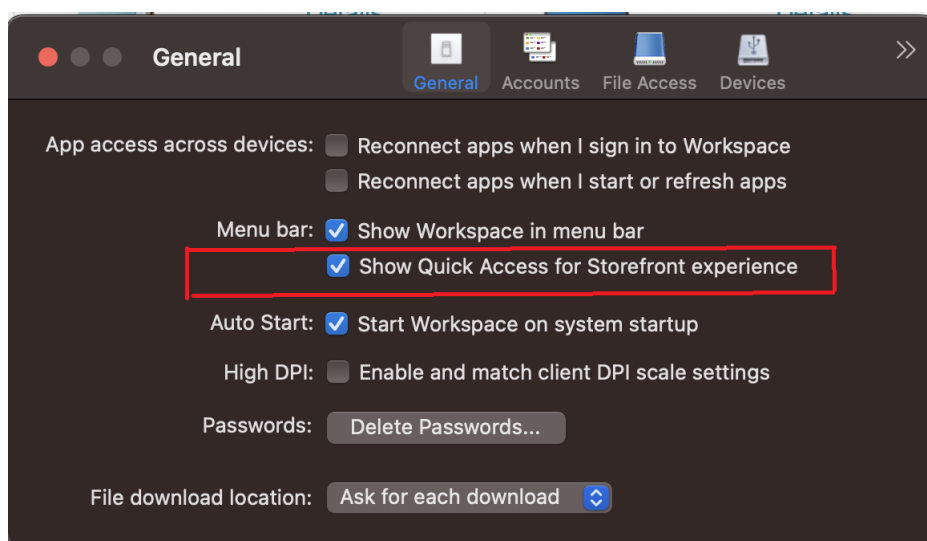 General
General Accounts File Access Devices
App access across devices: Reconnect apps when I sign in to Workspace
Reconnect apps when I start or refresh apps
Menu bar: Show Workspace in menu bar
Show Quick Access for Storefront experience
Auto Start: Start Workspace on system startup
High DPI: Enable and match client DPI scale settings
Passwords: Delete Passwords...
File download location: Ask for each download